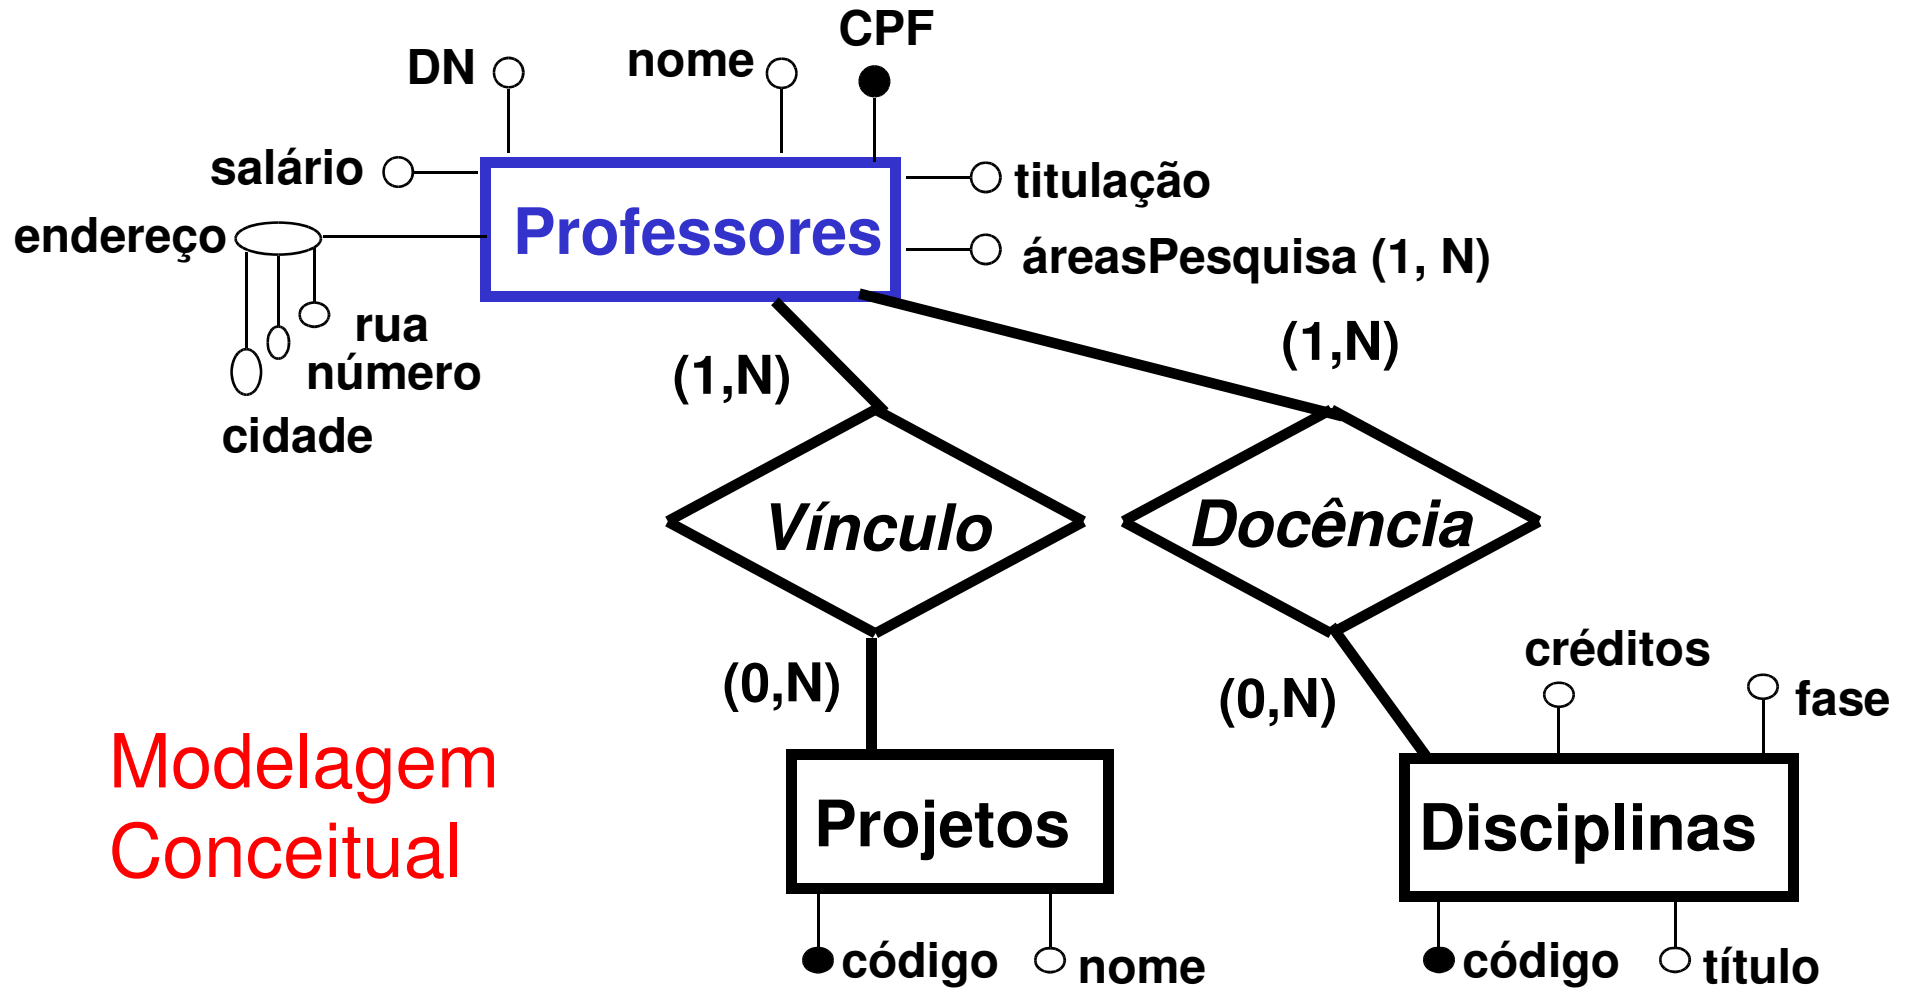 CPF
DN
nome
salário
titulação
endereço
Professores
áreasPesquisa (1, N)
rua
número
cidade
(1,N)
(1,N)
Vínculo
Docência
(0,N)
(0,N)
créditos
fase
Modelagem
Conceitual
Projetos
Disciplinas
código
nome
código
título